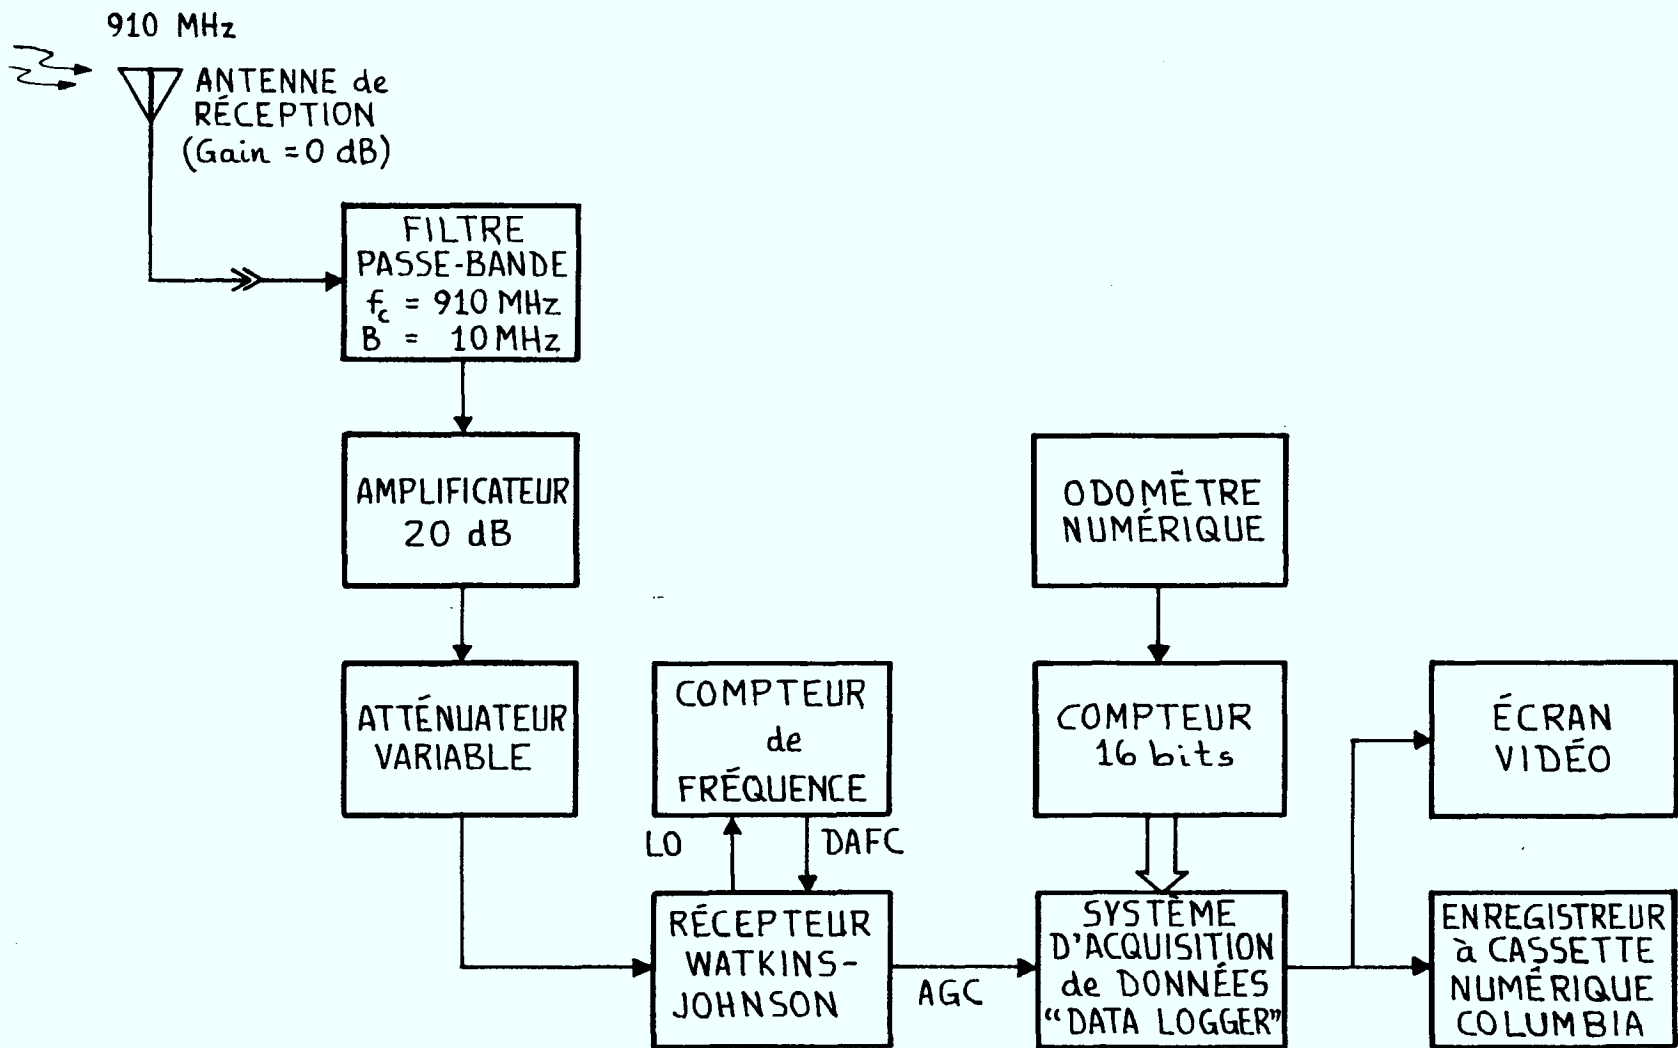 910 MHz
ANTENNE de
RÉCEPTION
(Gain = 0 dB)
FILTRE
PASSE-BANDE
fc = 910 MHz
B = 10 MHz
AMPLIFICATEUR
20 dB
ODOMÈTRE
NUMÉRIQUE
ATTÉNUATEUR
VARIABLE
COMPTEUR
de
FRÉQUENCE
COMPTEUR
16 bits
ÉCRAN
VIDÉO
LO
DAFC
RÉCEPTEUR
WATKINS-
JOHNSON
AGC
SYSTÈME
D'ACQUISITION
de DONNÉES
"DATA LOGGER"
ENREGISTREUR
à CASSETTE
NUMÉRIQUE
COLUMBIA